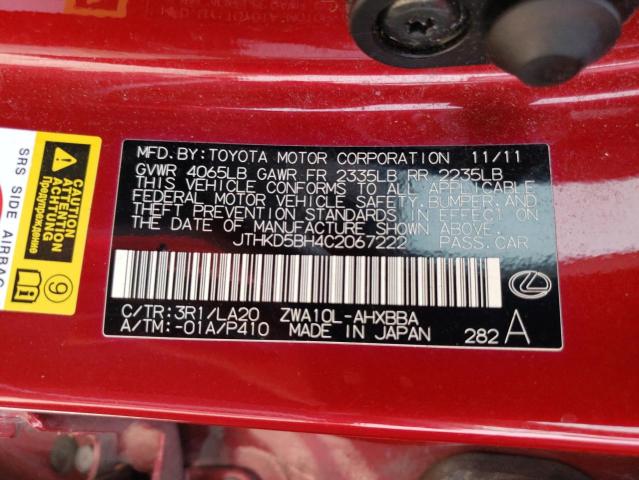 MFD.BY:TOYOTA MOTOR CORPORATION 11/11
GVWR 4065LB GAWR FR 2335LB RR 2235LB
THIS VEHICLE CONFORMS TO ALL APPLICABLE
FEDERAL MOTOR VEHICLE SAFETY, BUMPER, AND
THEFT PREVENTION STANDARDS IN EFFECT ON
THE DATE OF MANUFACTURE SHOWN ABOVE.
JTHKD5BH4C2067222 PASS.CAR
C/TR:3R1/LA20 ZWA10L-AHXBBA
A/TM:-01A/P410 MADE IN JAPAN 282 A
SRS SIDE AIRBAG
CAUTION
Предупреждение
9